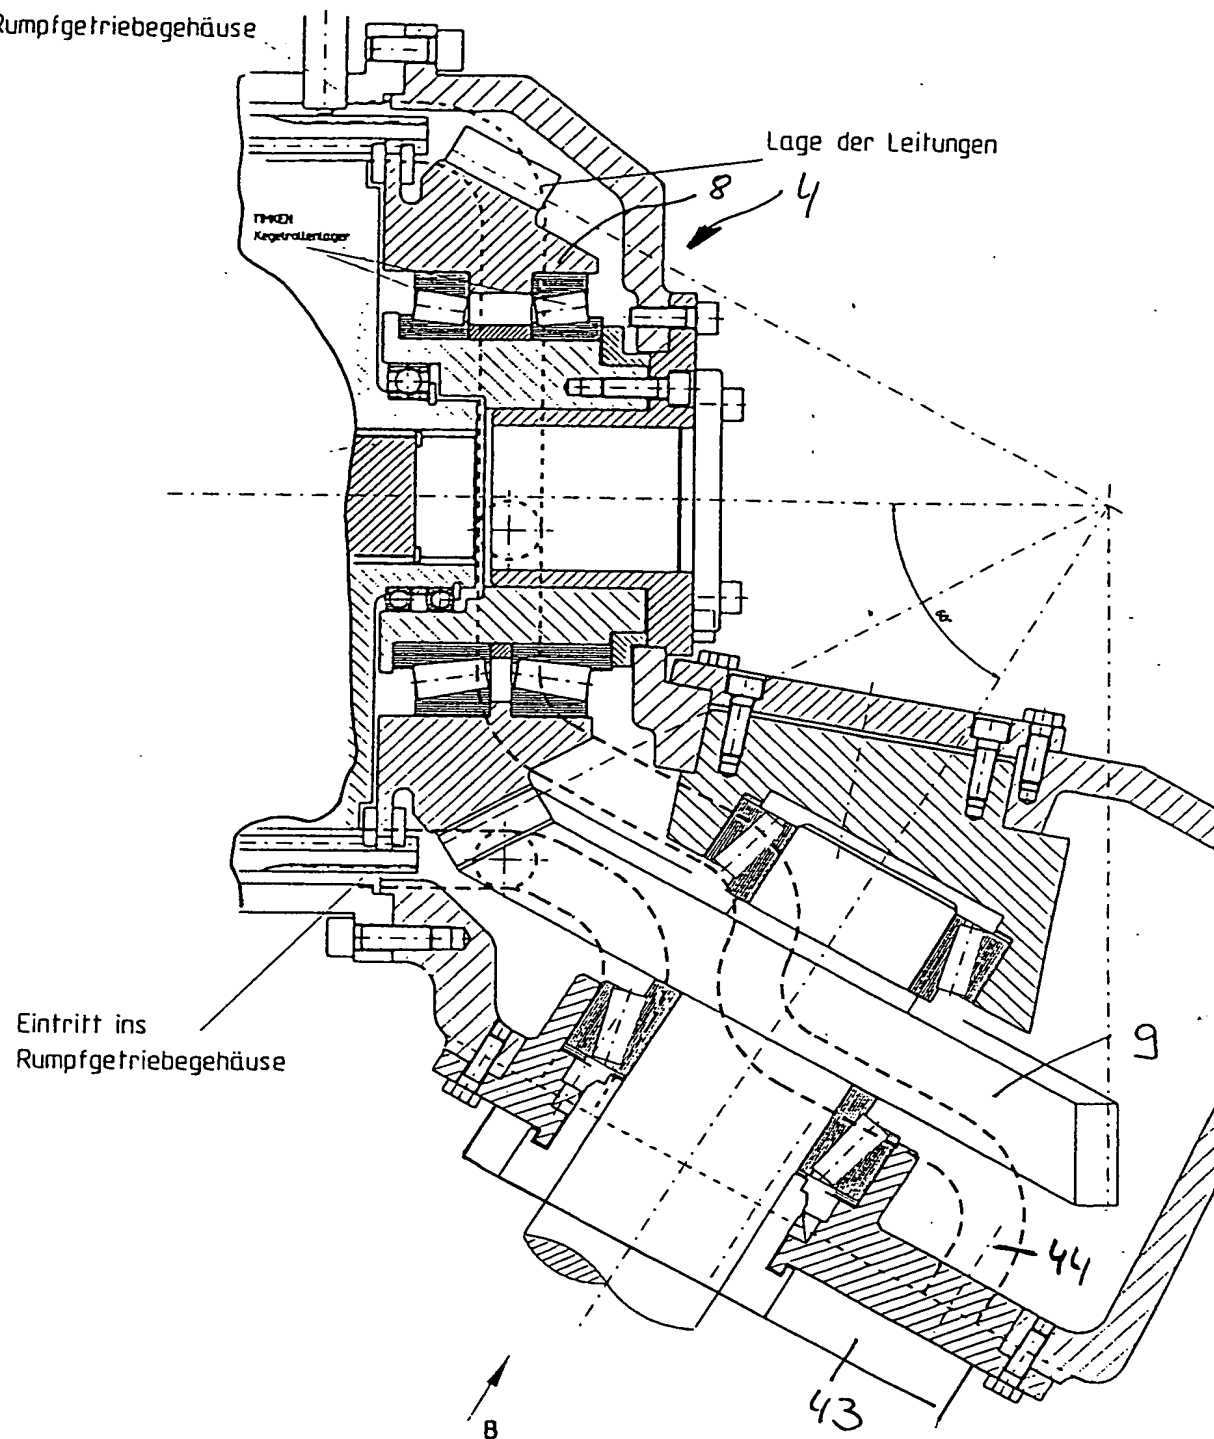 Rumpfgetriebegehäuse
Lage der Leitungen
8
4
TIMKEN
Kegelrollenlager
Eintritt ins
Rumpfgetriebegehäuse
9
44
43
B